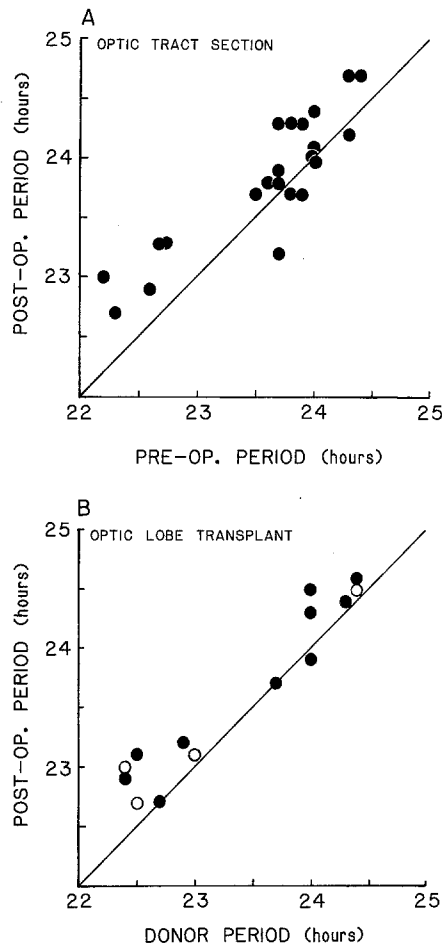 A
OPTIC TRACT SECTION
25
24
23
22 23 24 25
POST-OP. PERIOD (hours)
PRE-OP. PERIOD (hours)
B
OPTIC LOBE TRANSPLANT
25
24
23
22 23 24 25
POST-OP. PERIOD (hours)
DONOR PERIOD (hours)